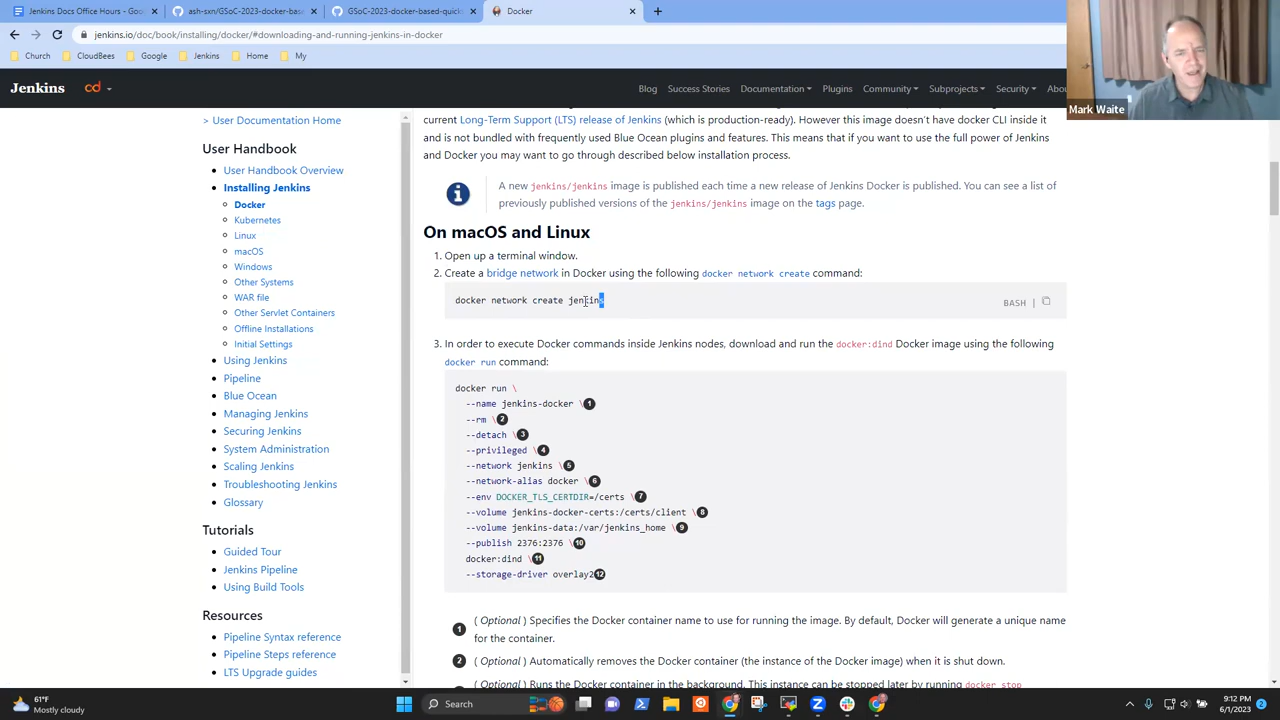 Jenkins Docs Office Hours - Goo
ash-sxn/GSoC-2023-docker-base
GSoC-2023-docker-based-quick
Docker
jenkins.io/doc/book/installing/docker/#downloading-and-running-jenkins-in-docker
Church
CloudBees
Google
Jenkins
Home
My
Mark Waite
Jenkins
cd
Blog
Success Stories
Documentation
Plugins
Community
Subprojects
Security
Abou
> User Documentation Home
User Handbook
User Handbook Overview
Installing Jenkins
Docker
Kubernetes
Linux
macOS
Windows
Other Systems
WAR file
Other Servlet Containers
Offline Installations
Initial Settings
Using Jenkins
Pipeline
Blue Ocean
Managing Jenkins
Securing Jenkins
System Administration
Scaling Jenkins
Troubleshooting Jenkins
Glossary
Tutorials
Guided Tour
Jenkins Pipeline
Using Build Tools
Resources
Pipeline Syntax reference
Pipeline Steps reference
LTS Upgrade guides
current Long-Term Support (LTS) release of Jenkins (which is production-ready). However this image doesn't have docker CLI inside it
and is not bundled with frequently used Blue Ocean plugins and features. This means that if you want to use the full power of Jenkins
and Docker you may want to go through described below installation process.
A new jenkins/jenkins image is published each time a new release of Jenkins Docker is published. You can see a list of
previously published versions of the jenkins/jenkins image on the tags page.
On macOS and Linux
1. Open up a terminal window.
2. Create a bridge network in Docker using the following docker network create command:
docker network create jenkins
BASH |
3. In order to execute Docker commands inside Jenkins nodes, download and run the docker:dind Docker image using the following
docker run command:
docker run \
--name jenkins-docker \ 1
--rm \ 2
--detach \ 3
--privileged \ 4
--network jenkins \ 5
--network-alias docker \ 6
--env DOCKER_TLS_CERTDIR=/certs \ 7
--volume jenkins-docker-certs:/certs/client \ 8
--volume jenkins-data:/var/jenkins_home \ 9
--publish 2376:2376 \ 10
docker:dind \ 11
--storage-driver overlay2 12
1 ( Optional ) Specifies the Docker container name to use for running the image. By default, Docker will generate a unique name
for the container.
2 ( Optional ) Automatically removes the Docker container (the instance of the Docker image) when it is shut down.
( Optional ) Runs the Docker container in the background. This instance can be stopped later by running docker stop
61°F
Mostly cloudy
Search
9:12 PM
6/1/2023
2